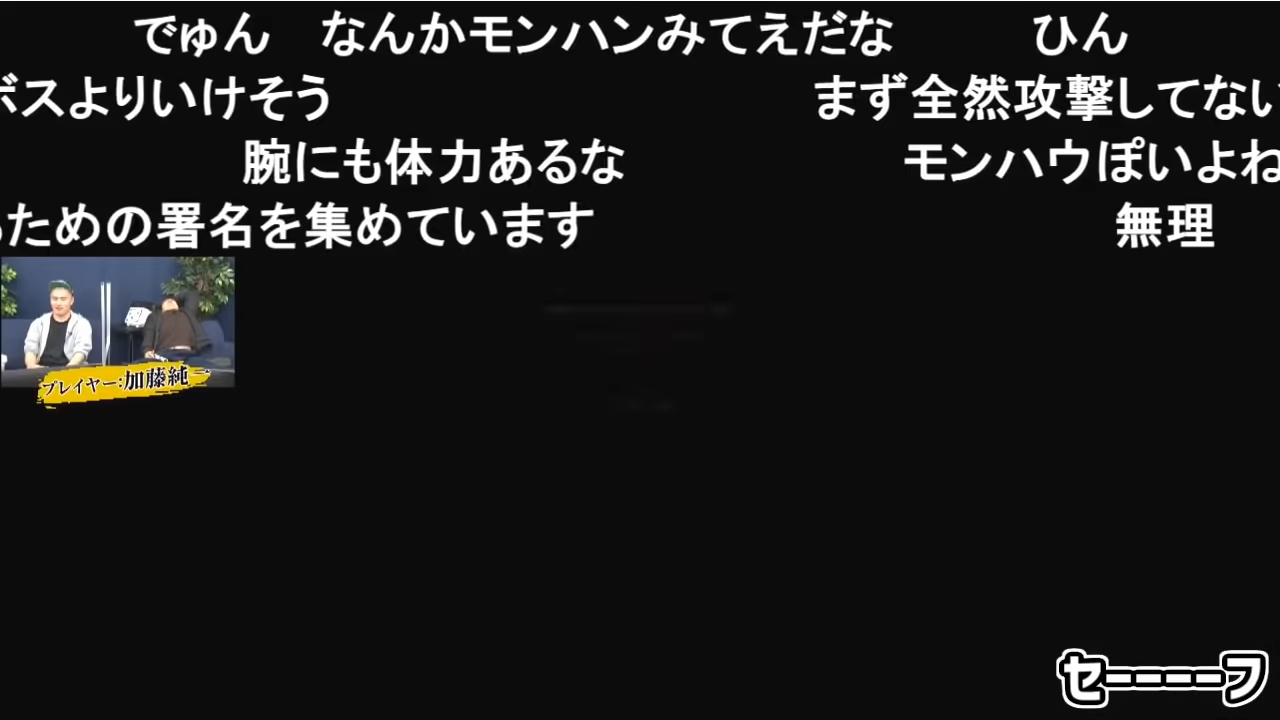 でゅん なんかモンハンみてえだな ひん
ボスよりいけそう まず全然攻撃してない
腕にも体力あるな モンハウぽいよね
ための署名を集めています 無理
プレイヤー:加藤純一
セーーーーフ